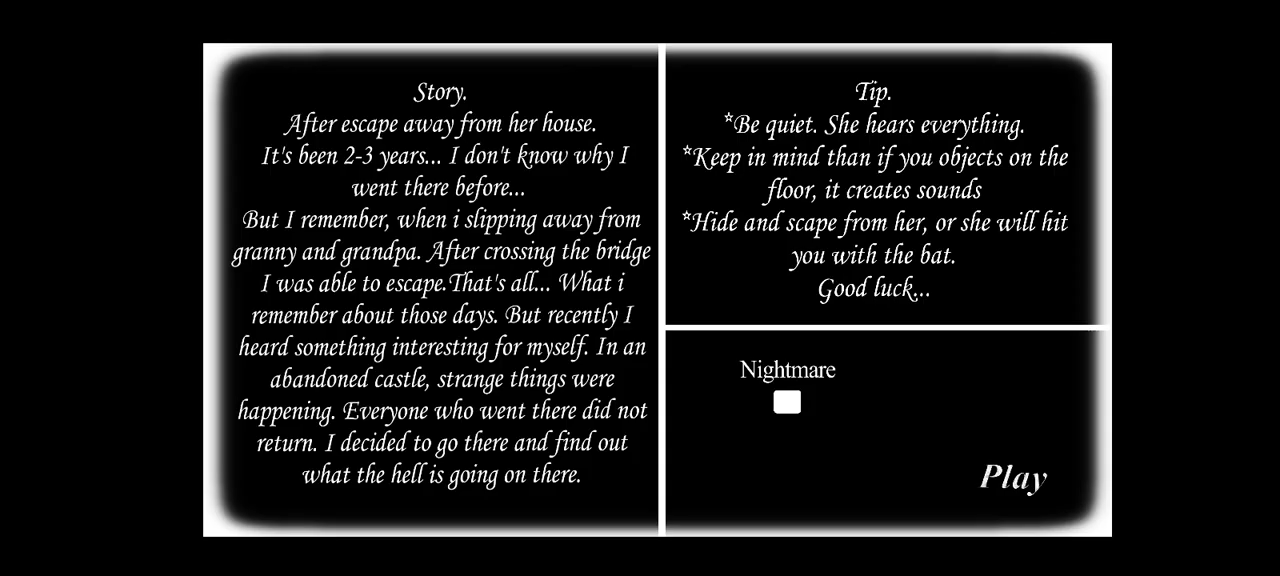 Story.
After escape away from her house.
It's been 2-3 years... I don't know why I
went there before...
But I remember, when i slipping away from
granny and grandpa. After crossing the bridge
I was able to escape.That's all... What i
remember about those days. But recently I
heard something interesting for myself. In an
abandoned castle, strange things were
happening. Everyone who went there did not
return. I decided to go there and find out
what the hell is going on there.
Tip.
*Be quiet. She hears everything.
*Keep in mind than if you objects on the
floor, it creates sounds
*Hide and scape from her, or she will hit
you with the bat.
Good luck...
Nightmare
Play